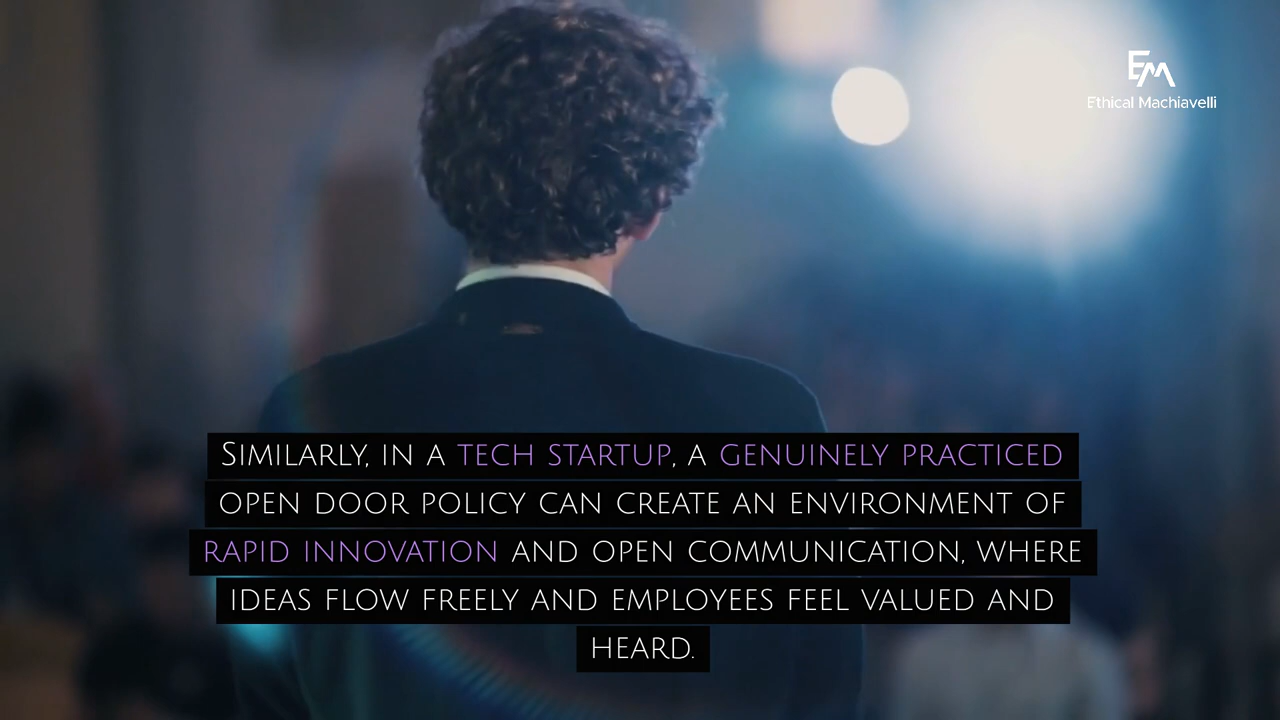 EM
Ethical Machiavelli
Similarly, in a tech startup, a genuinely practiced
open door policy can create an environment of
rapid innovation and open communication, where
ideas flow freely and employees feel valued and
heard.